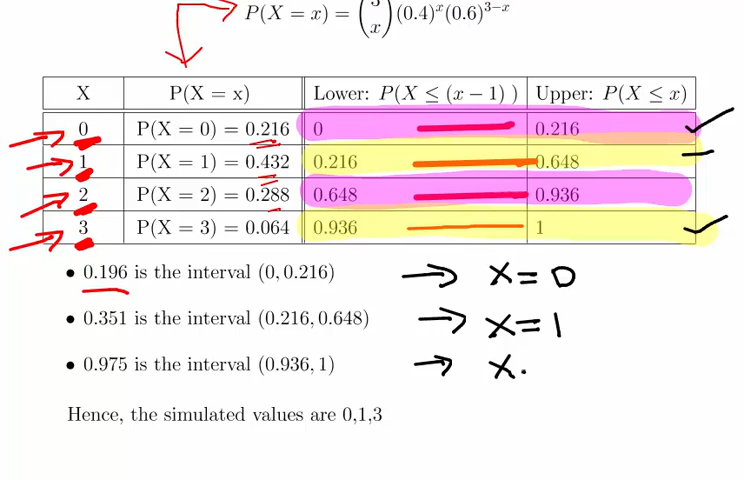 P(X = x) = (3 x) (0.4)^x (0.6)^{3−x}
X P(X = x) Lower: P(X ≤ (x − 1) ) Upper: P(X ≤ x)
0 P(X = 0) = 0.216 0 0.216
1 P(X = 1) = 0.432 0.216 0.648
2 P(X = 2) = 0.288 0.648 0.936
3 P(X = 3) = 0.064 0.936 1
• 0.196 is the interval (0, 0.216) → X = 0
• 0.351 is the interval (0.216, 0.648) → X = 1
• 0.975 is the interval (0.936, 1) → X.
Hence, the simulated values are 0,1,3